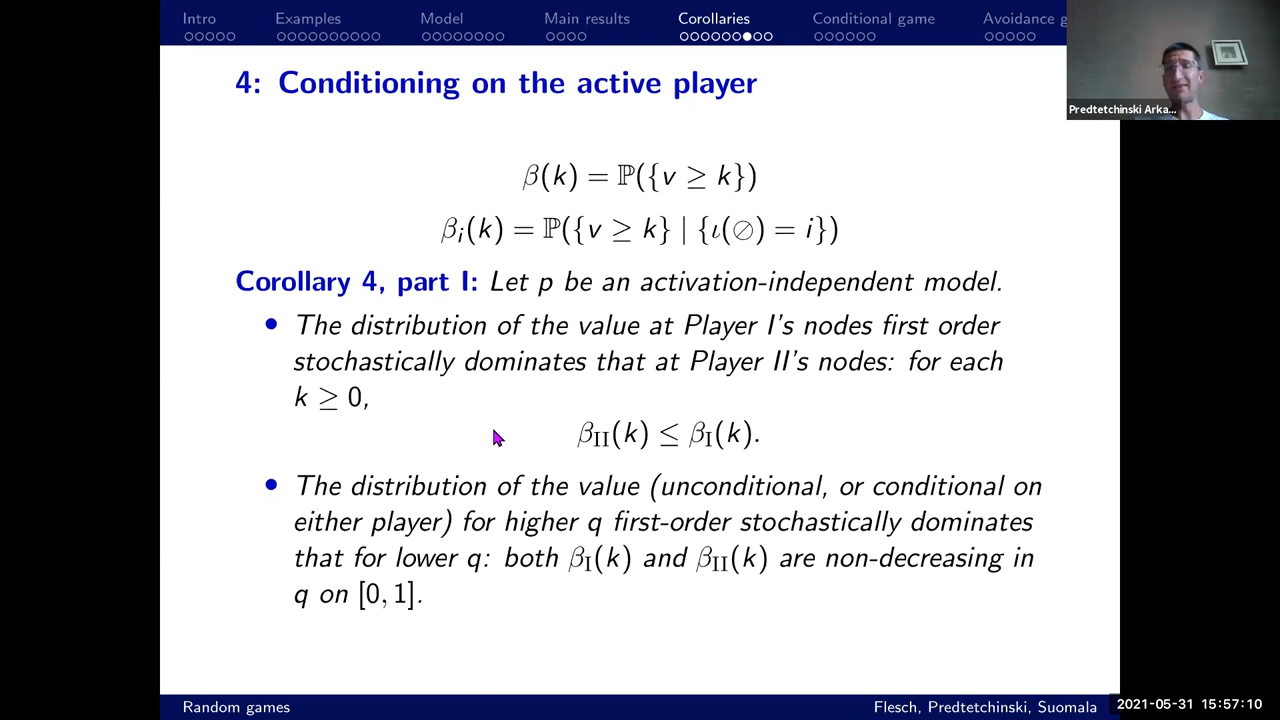 Intro Examples Model Main results Corollaries Conditional game Avoidance g
4: Conditioning on the active player
Predtetchinski Arka...
β(k) = ℙ({v ≥ k})
βᵢ(k) = ℙ({v ≥ k} | {ι(⊘) = i})
Corollary 4, part I: Let p be an activation-independent model.
• The distribution of the value at Player I's nodes first order
stochastically dominates that at Player II's nodes: for each
k ≥ 0,
β_II(k) ≤ β_I(k).
• The distribution of the value (unconditional, or conditional on
either player) for higher q first-order stochastically dominates
that for lower q: both β_I(k) and β_II(k) are non-decreasing in
q on [0, 1].
Random games Flesch, Predtetchinski, Suomala 2021-05-31 15:57:10